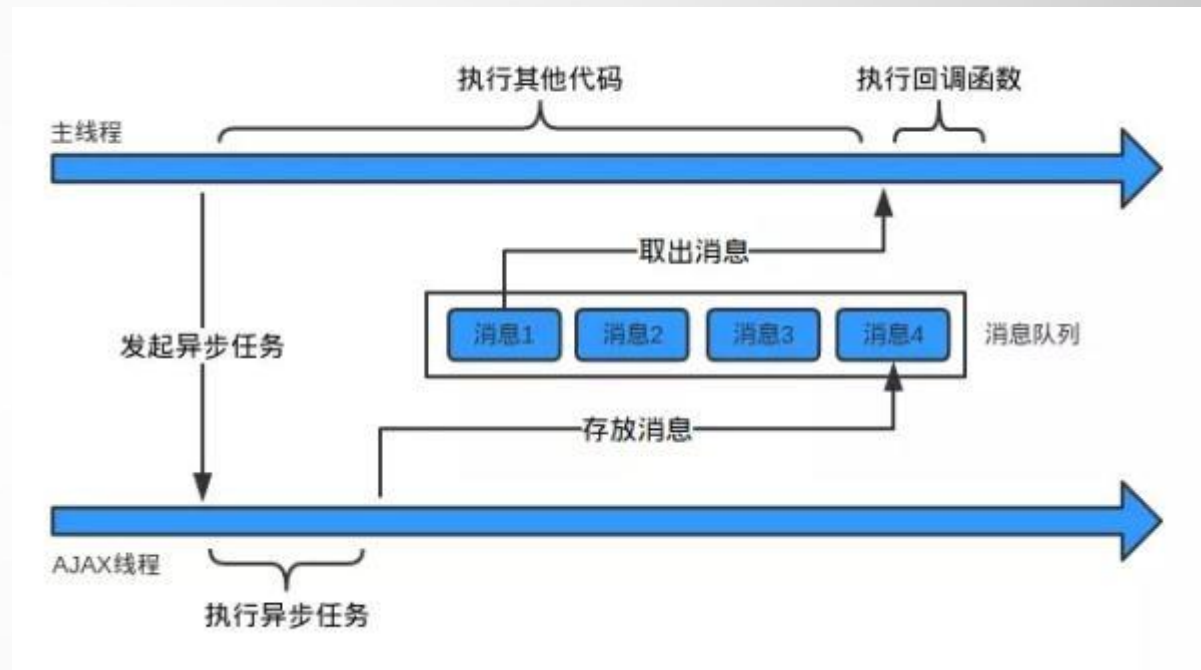 执行其他代码
执行回调函数
主线程
取出消息
消息1
消息2
消息3
消息4
消息队列
发起异步任务
存放消息
AJAX线程
执行异步任务